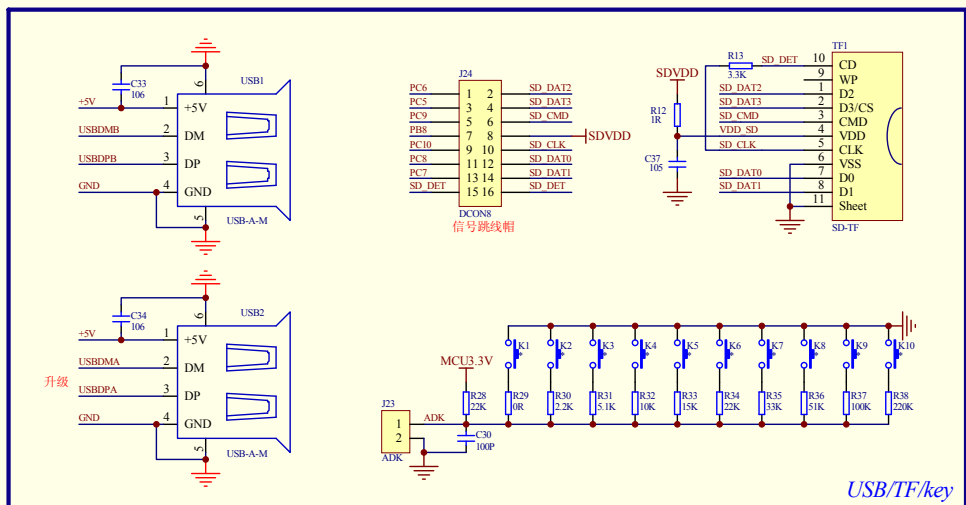 C33
106
USB1
6
+5V
1
+5V
USBDMB
2
DM
USBDPB
3
DP
GND
4
GND
5
USB-A-M
J24
PC6
1
2
SD_DAT2
PC5
3
4
SD_DAT3
PC9
5
6
SD_CMD
PB8
7
8
SDVDD
PC10
9
10
SD_CLK
PC8
11
12
SD_DAT0
PC7
13
14
SD_DAT1
SD_DET
15
16
SD_DET
DCON8
信号跳线帽
TF1
R13
3.3K
SD_DET
10
CD
9
WP
SDVDD
SD_DAT2
1
D2
SD_DAT3
2
D3/CS
R12
1R
SD_CMD
3
CMD
VDD_SD
4
VDD
SD_CLK
5
CLK
C37
105
6
VSS
SD_DAT0
7
D0
SD_DAT1
8
D1
11
Sheet
SD-TF
C34
106
USB2
6
+5V
1
+5V
USBDMA
2
DM
升级
USBDPA
3
DP
GND
4
GND
5
USB-A-M
K1
K2
K3
K4
K5
K6
K7
K8
K9
K10
MCU3.3V
R28
22K
R29
0R
R30
2.2K
R31
5.1K
R32
10K
R33
15K
R34
22K
R35
33K
R36
51K
R37
100K
R38
220K
J23
1
ADK
2
C30
100P
ADK
USB/TF/key